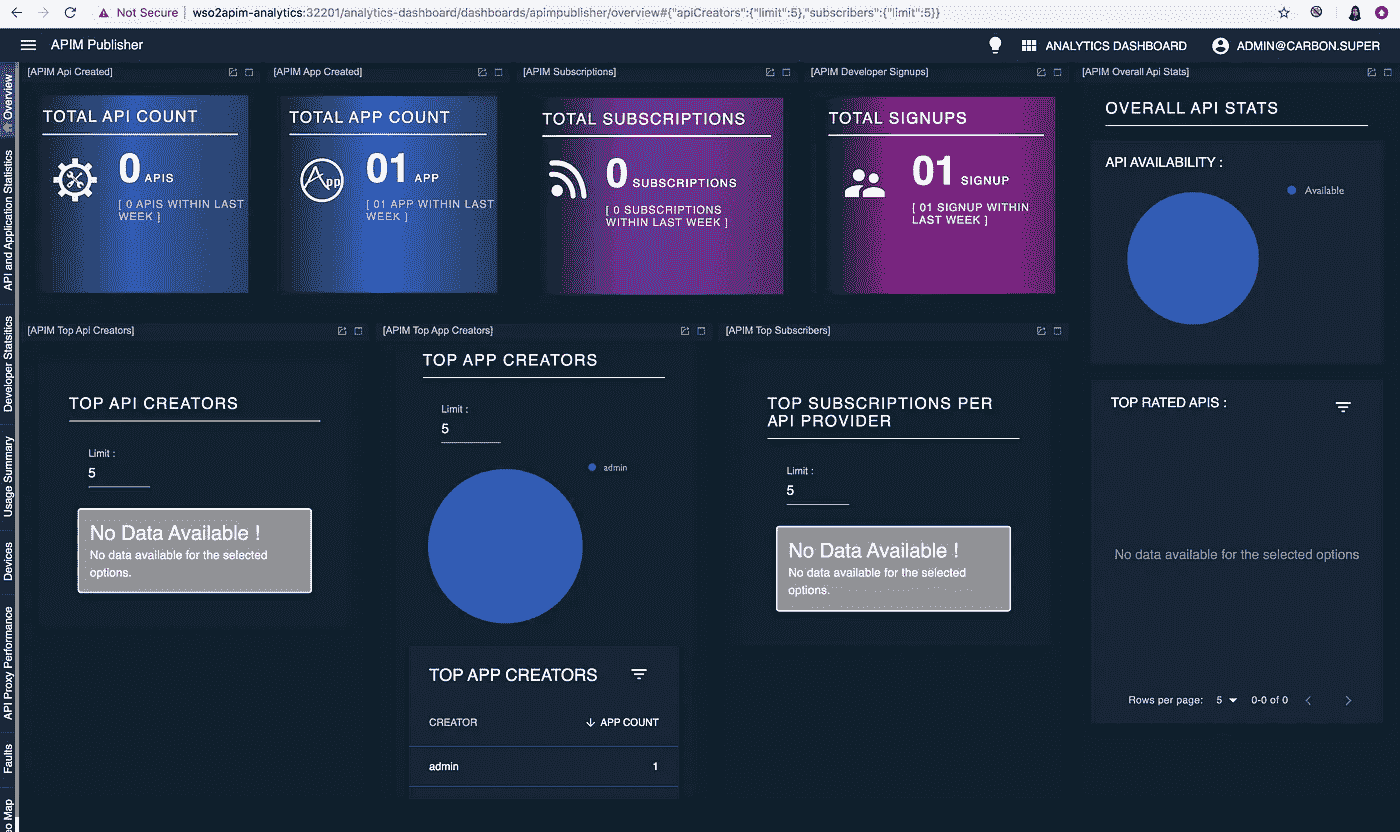 Not Secure | wso2apim-analytics:32201/analytics-dashboard/dashboards/apimpublisher/overview#{"apiCreators":{"limit":5},"subscribers":{"limit":5}}
APIM Publisher
ANALYTICS DASHBOARD
ADMIN@CARBON.SUPER
Overview
API and Application Statistics
Developer Statsitics
Usage Summary
Devices
API Proxy Performance
Faults
eo Map
[APIM Api Created]
TOTAL API COUNT
0 APIS
[ 0 APIS WITHIN LAST
WEEK ]
[APIM App Created]
TOTAL APP COUNT
App
01 APP
[ 01 APP WITHIN LAST
WEEK ]
[APIM Subscriptions]
TOTAL SUBSCRIPTIONS
0 SUBSCRIPTIONS
[ 0 SUBSCRIPTIONS
WITHIN LAST WEEK ]
[APIM Developer Signups]
TOTAL SIGNUPS
01 SIGNUP
[ 01 SIGNUP WITHIN
LAST WEEK ]
[APIM Overall Api Stats]
OVERALL API STATS
API AVAILABILITY :
Available
TOP RATED APIS :
No data available for the selected options
Rows per page: 5 0-0 of 0
[APIM Top Api Creators]
TOP API CREATORS
Limit :
5
No Data Available !
No data available for the selected
options.
[APIM Top App Creators]
TOP APP CREATORS
Limit :
5
admin
TOP APP CREATORS
CREATOR APP COUNT
admin 1
[APIM Top Subscribers]
TOP SUBSCRIPTIONS PER
API PROVIDER
Limit :
5
No Data Available !
No data available for the selected
options.